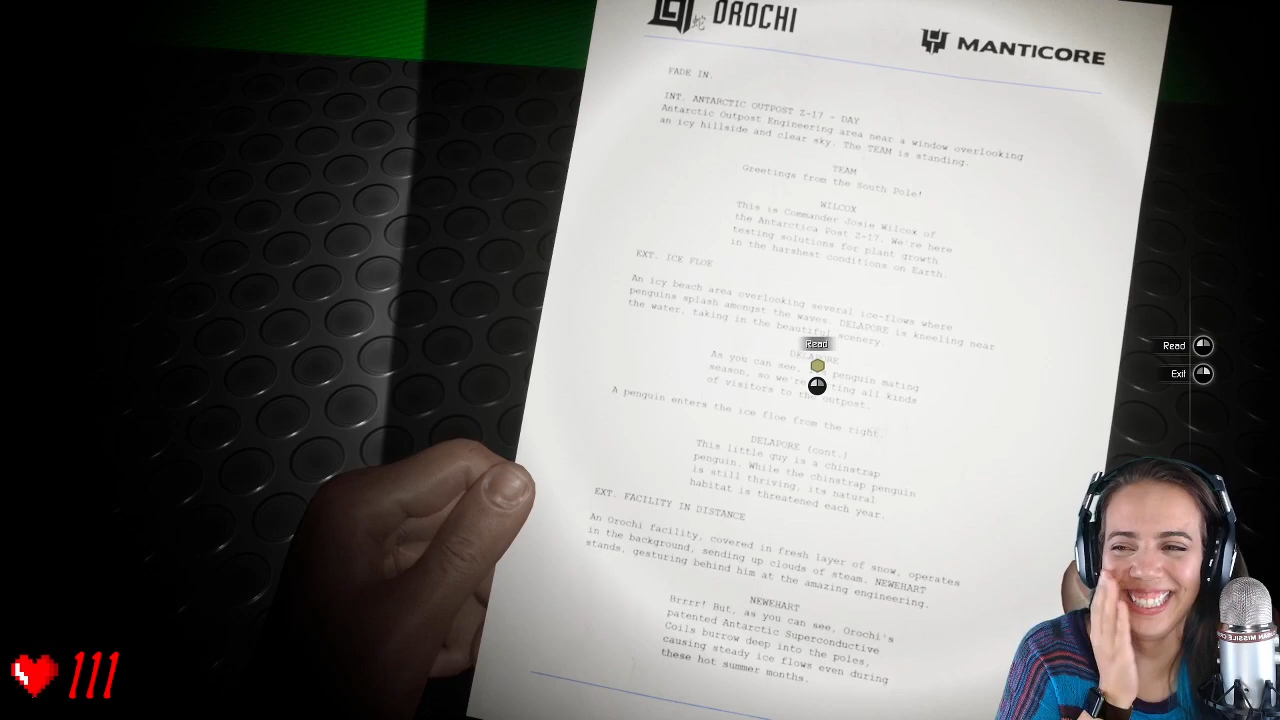 蛇 OROCHI
MANTICORE
FADE IN.
INT. ANTARCTIC OUTPOST Z-17 - DAY
Antarctic Outpost Engineering area near a window overlooking
an icy hillside and clear sky. The TEAM is standing.
TEAM
Greetings from the South Pole!
WILCOX
This is Commander Josie Wilcox of
the Antarctica Post Z-17. We're here
testing solutions for plant growth
in the harshest conditions on Earth.
EXT. ICE FLOE
An icy beach area overlooking several ice-flows where
penguins splash amongst the waves. DELAPORE is kneeling near
the water, taking in the beautiful scenery.
Read
DELAPORE
As you can see, penguin mating
season, so we're ting all kinds
of visitors to the outpost.
A penguin enters the ice floe from the right.
DELAPORE (cont.)
This little guy is a chinstrap
penguin. While the chinstrap penguin
is still thriving, its natural
habitat is threatened each year.
EXT. FACILITY IN DISTANCE
An Orochi facility, covered in fresh layer of snow, operates
in the background, sending up clouds of steam. NEWEHART
stands, gesturing behind him at the amazing engineering.
NEWEHART
Brrrr! But, as you can see, Orochi's
patented Antarctic Superconductive
Coils burrow deep into the poles,
causing steady ice flows even during
these hot summer months.
Read
Exit
111